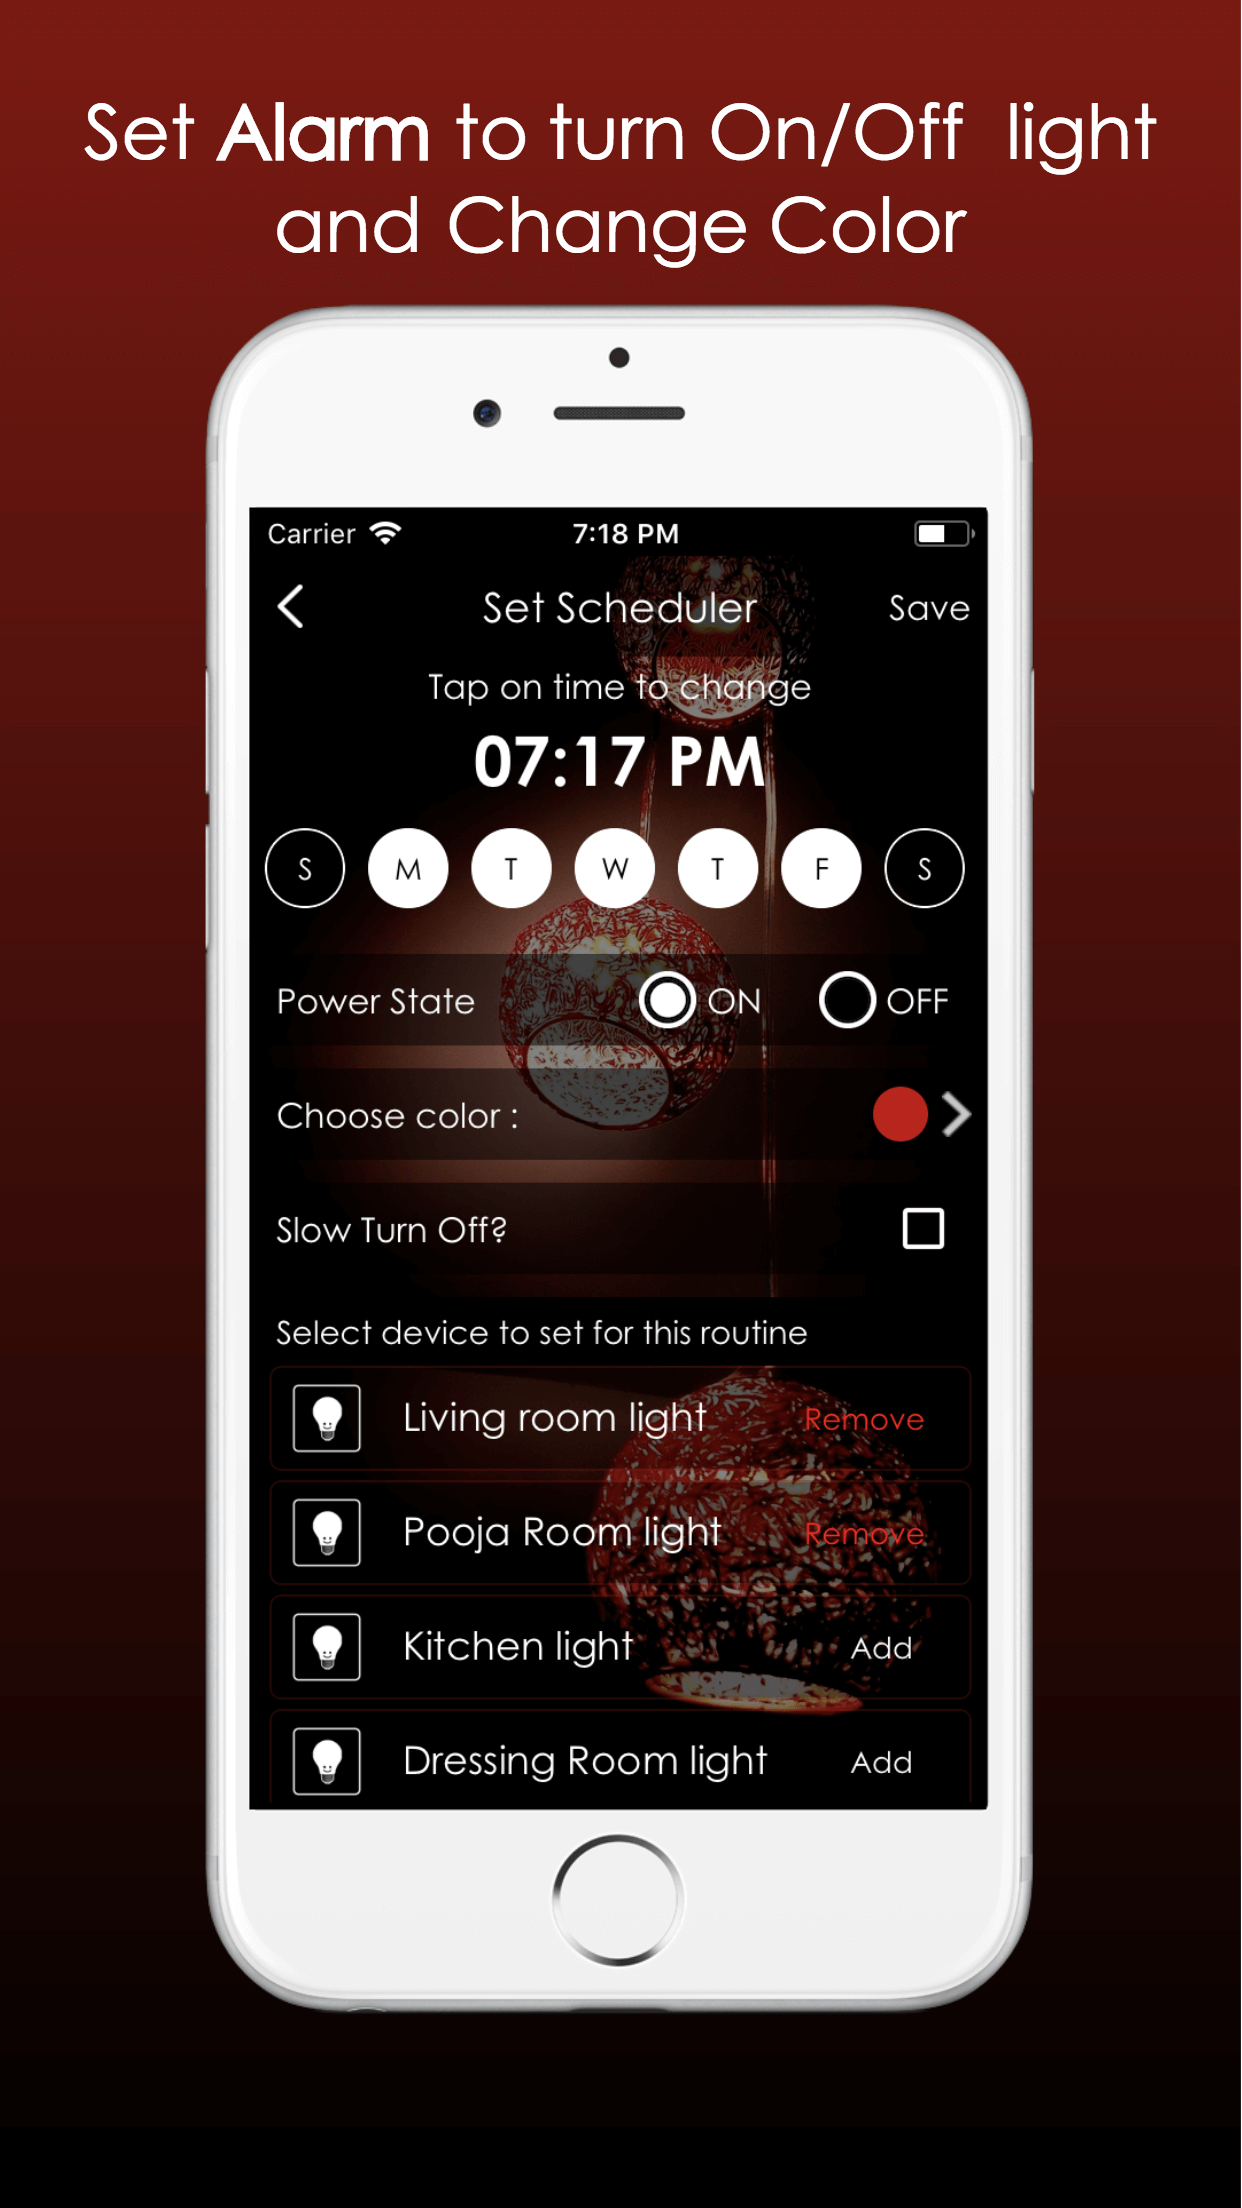 Set Alarm to turn On/Off light
and Change Color
Carrier 7:18 PM
Set Scheduler Save
Tap on time to change
07:17 PM
S M T W T F S
Power State ON OFF
Choose color :
Slow Turn Off?
Select device to set for this routine
Living room light Remove
Pooja Room light Remove
Kitchen light Add
Dressing Room light Add